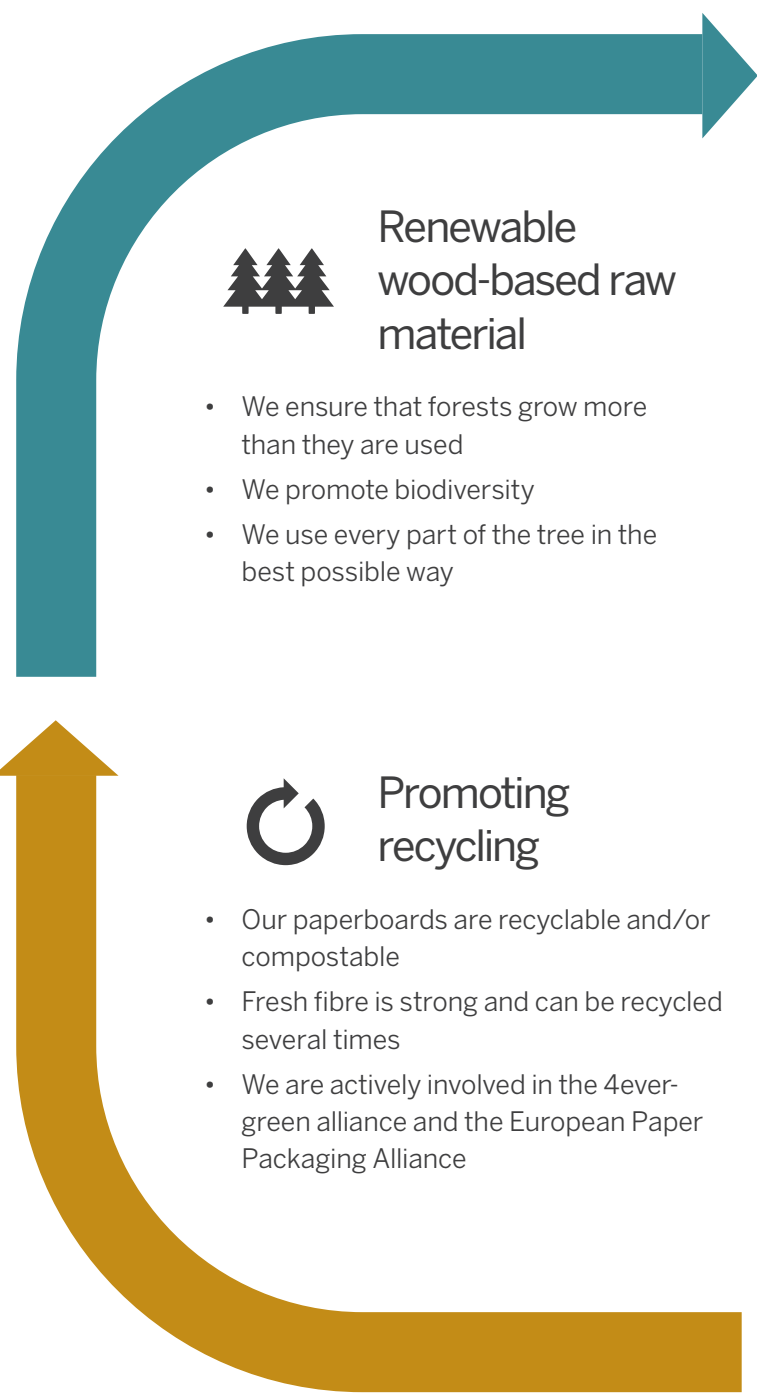 Renewable
wood-based raw
material
• We ensure that forests grow more
than they are used
• We promote biodiversity
• We use every part of the tree in the
best possible way
Promoting
recycling
• Our paperboards are recyclable and/or
compostable
• Fresh fibre is strong and can be recycled
several times
• We are actively involved in the 4ever-
green alliance and the European Paper
Packaging Alliance